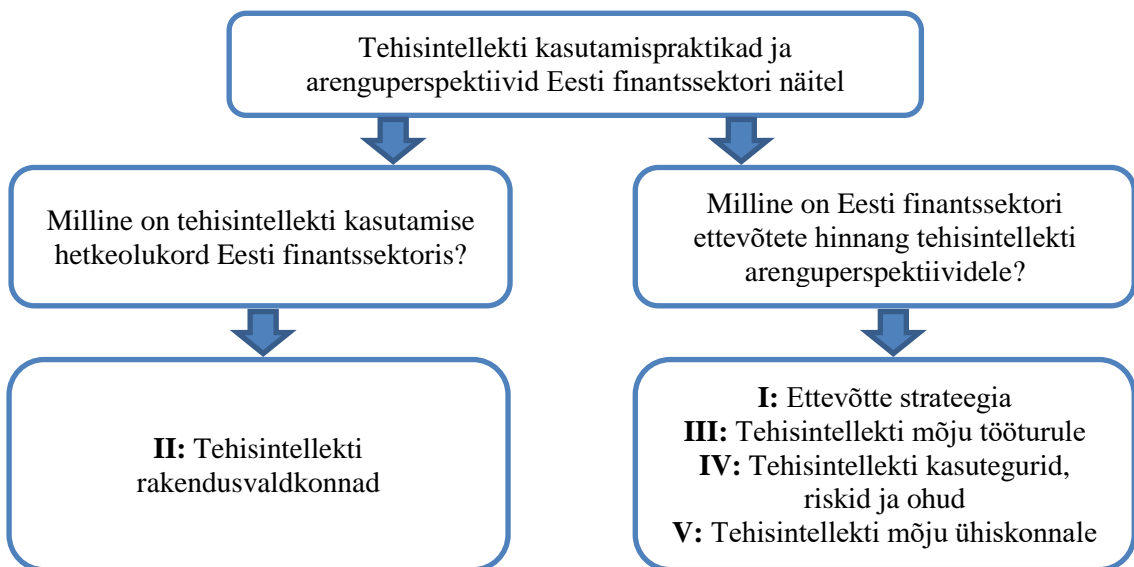 Tehisintellekti kasutamispraktikad ja
arenguperspektiivid Eesti finantssektori näitel
Milline on tehisintellekti kasutamise
hetkeolukord Eesti finantssektoris?
Milline on Eesti finantssektori
ettevõtete hinnang tehisintellekti
arenguperspektiividele?
II: Tehisintellekti
rakendusvaldkonnad
I: Ettevõtte strateegia
III: Tehisintellekti mõju tööturule
IV: Tehisintellekti kasutegurid,
riskid ja ohud
V: Tehisintellekti mõju ühiskonnale